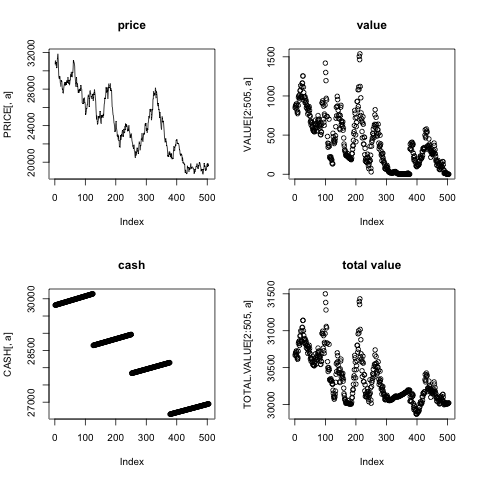 price
PRICE[, a]
20000 24000 28000 32000
0 100 200 300 400 500
Index
value
VALUE[2:505, a]
0 500 1000 1500
0 100 200 300 400 500
Index
cash
CASH[, a]
27000 28500 30000
0 100 200 300 400 500
Index
total value
TOTAL.VALUE[2:505, a]
30000 30500 31000 31500
0 100 200 300 400 500
Index